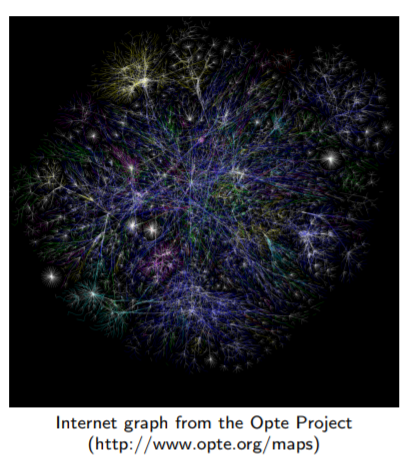 Internet graph from the Opte Project
(http://www.opte.org/maps)